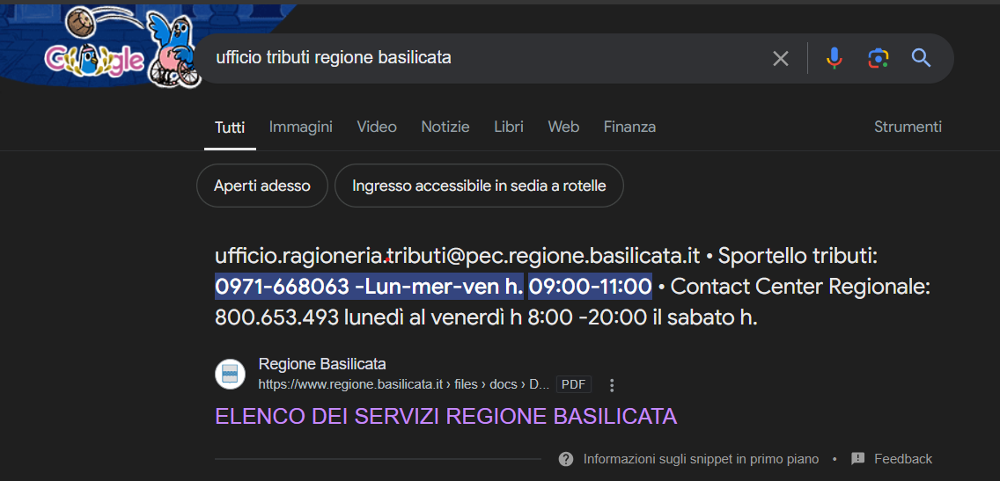 Google
ufficio tributi regione basilicata
Tutti Immagini Video Notizie Libri Web Finanza Strumenti
Aperti adesso Ingresso accessibile in sedia a rotelle
ufficio.ragioneria.tributi@pec.regione.basilicata.it • Sportello tributi:
0971-668063 -Lun-mer-ven h. 09:00-11:00 • Contact Center Regionale:
800.653.493 lunedì al venerdì h 8:00 -20:00 il sabato h.
Regione Basilicata
https://www.regione.basilicata.it › files › docs › D... PDF
ELENCO DEI SERVIZI REGIONE BASILICATA
Informazioni sugli snippet in primo piano • Feedback